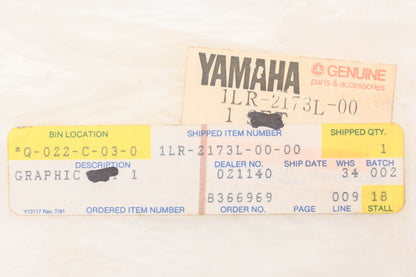 YAMAHA GENUINE
parts & accessories
1LR-2173L-00
1
BIN LOCATION SHIPPED ITEM NUMBER SHIPPED QTY.
*Q-022-C-03-0 1LR-2173L-00-00 1
DESCRIPTION DEALER NO. SHIP DATE WHS BATCH
GRAPHIC 1 021140 34 002
8366969 009 18
Y10117 Rev. 7/91 ORDERED ITEM NUMBER ORDER NO. PAGE LINE STALL